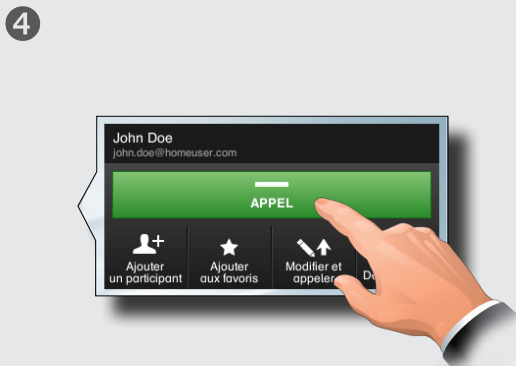 4
John Doe
john.doe@homeuser.com
APPEL
Ajouter
un participant
Ajouter
aux favoris
Modifier et
appeler